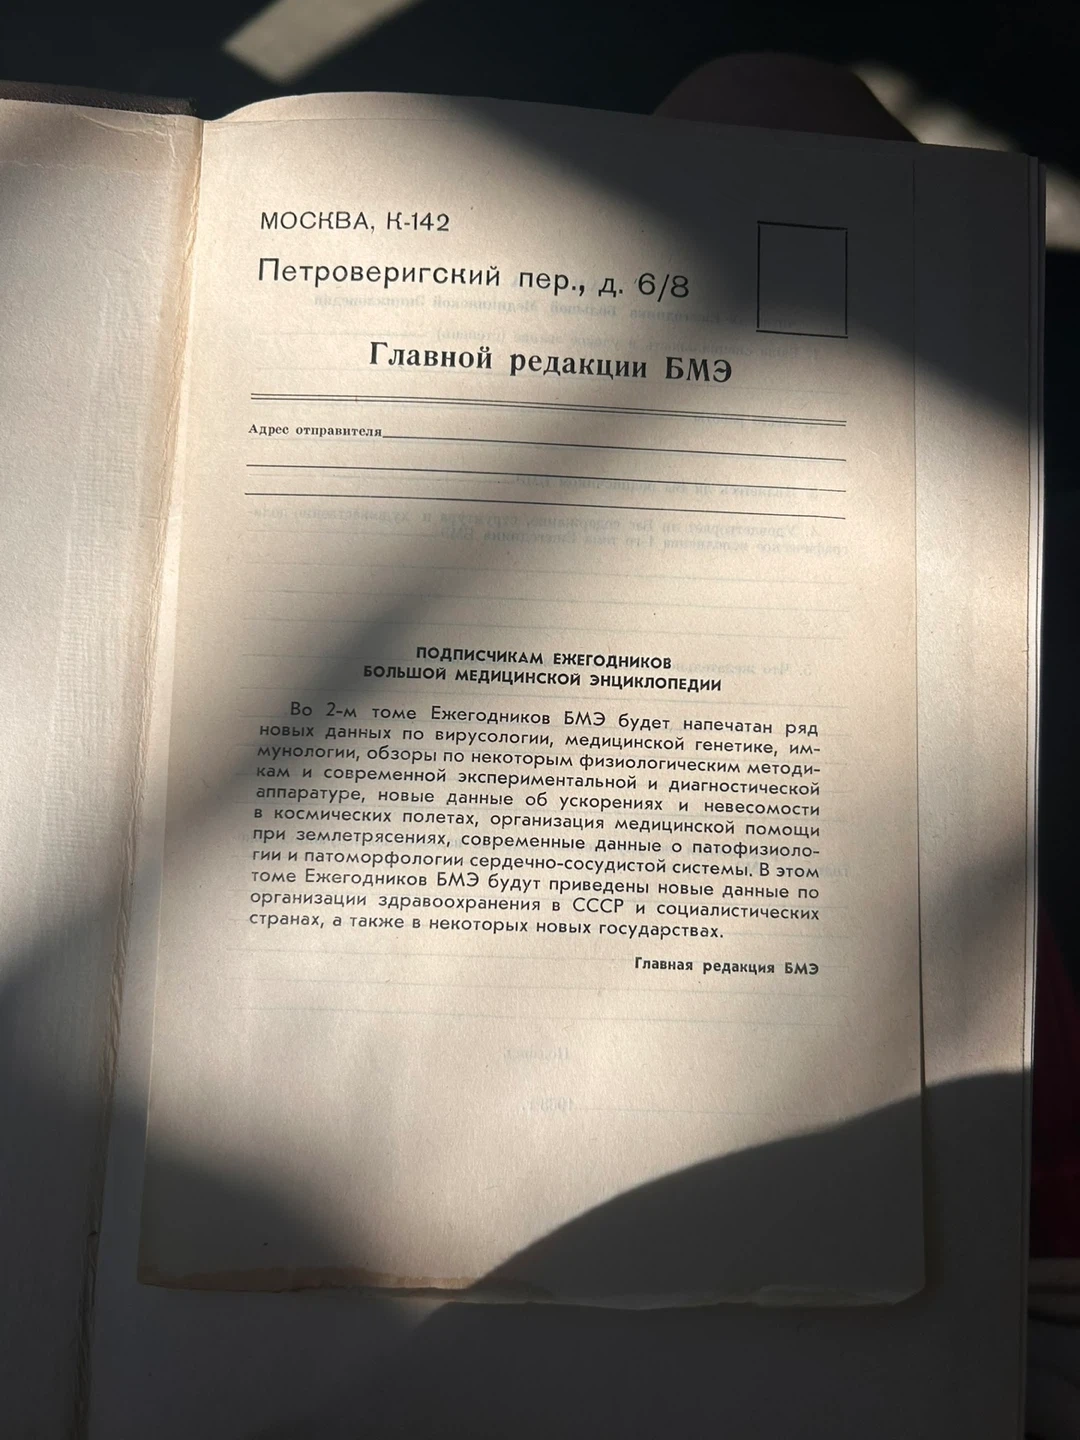 МОСКВА, К-142
Петроверигский пер., д. 6/8
Главной редакции БМЭ
Адрес отправителя
ПОДПИСЧИКАМ ЕЖЕГОДНИКОВ
БОЛЬШОЙ МЕДИЦИНСКОЙ ЭНЦИКЛОПЕДИИ
Во 2-м томе Ежегодников БМЭ будет напечатан ряд
новых данных по вирусологии, медицинской генетике, им-
мунологии, обзоры по некоторым физиологическим методи-
кам и современной экспериментальной и диагностической
аппаратуре, новые данные об ускорениях и невесомости
в космических полетах, организация медицинской помощи
при землетрясениях, современные данные о патофизиоло-
гии и патоморфологии сердечно-сосудистой системы. В этом
томе Ежегодников БМЭ будут приведены новые данные по
организации здравоохранения в СССР и социалистических
странах, а также в некоторых новых государствах.
Главная редакция БМЭ